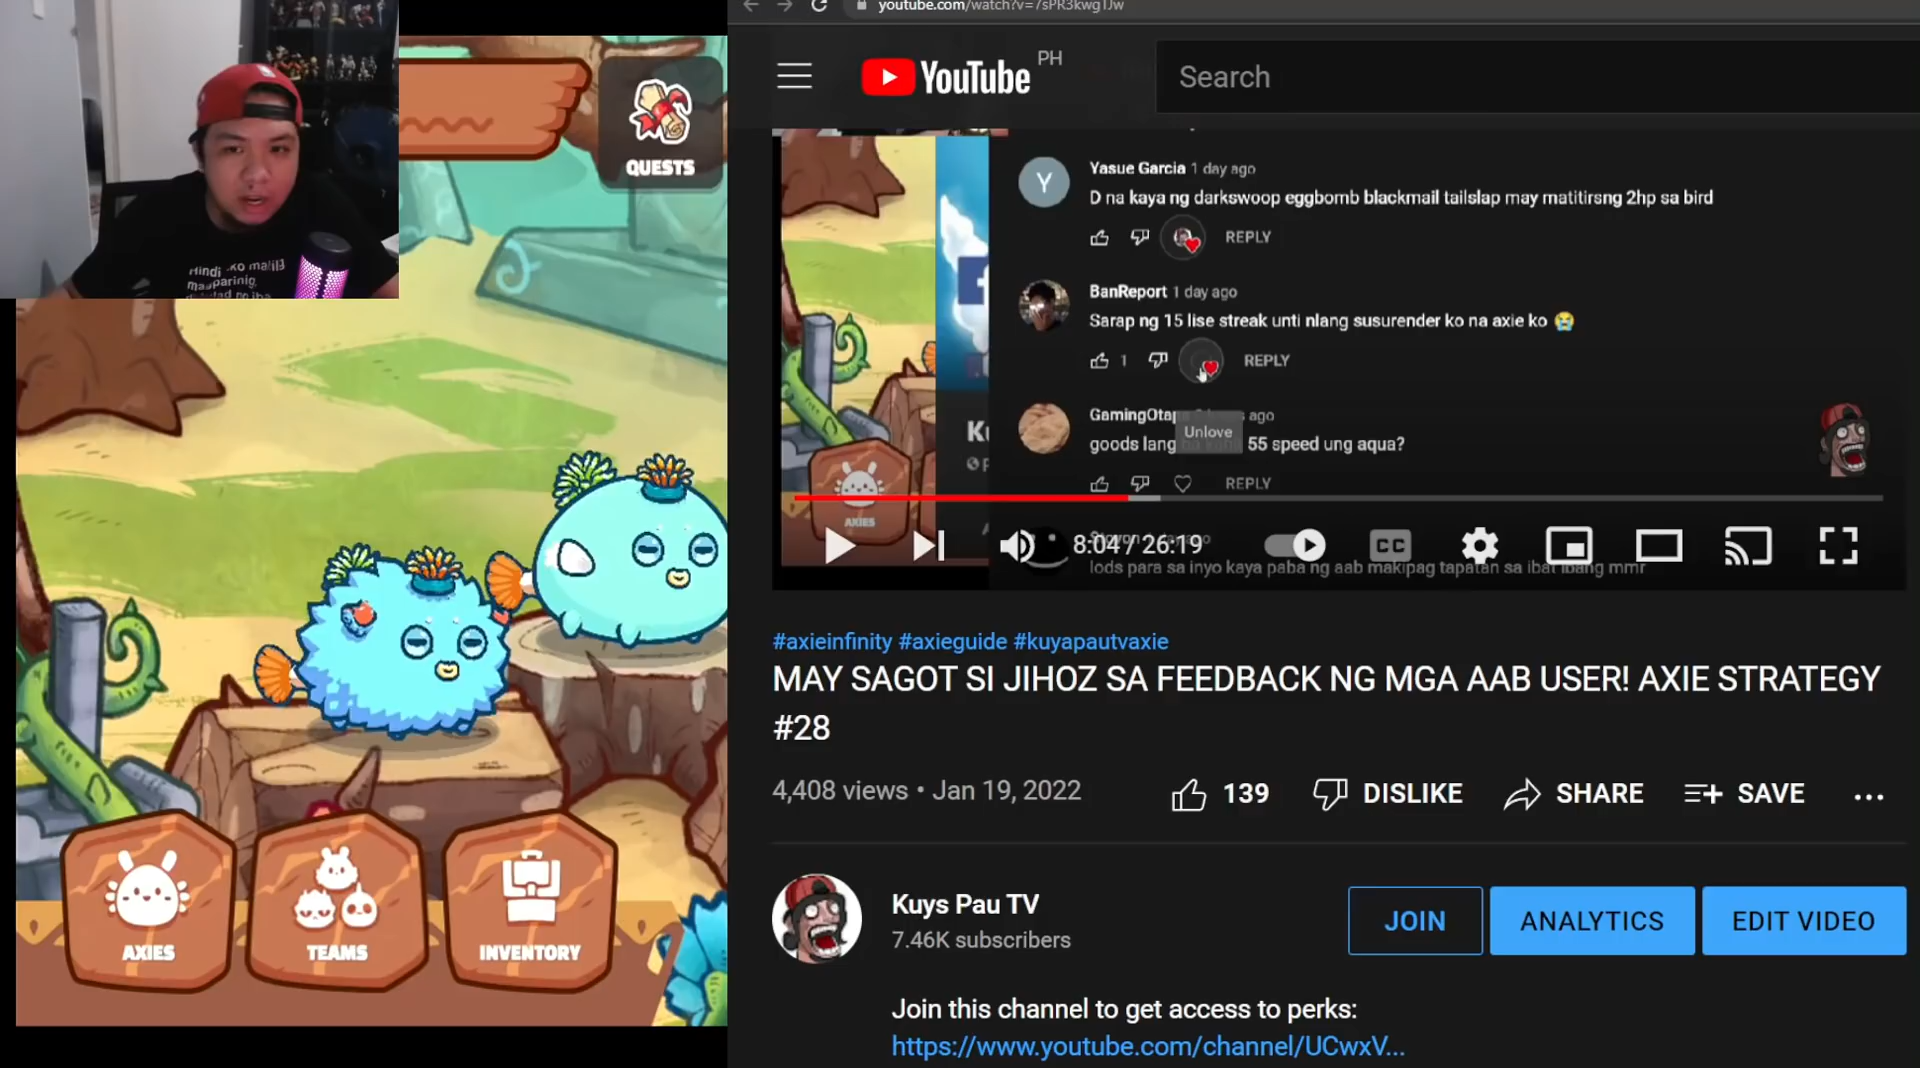 youtube.com/watch?v=7sPR3kwg1Jw
YouTube PH
Search
QUESTS
Hindi ko
Yasue Garcia 1 day ago
D na kaya ng darkswoop eggbomb blackmail tailslap may matitirsng 2hp sa bird
REPLY
BanReport 1 day ago
Sarap ng 15 lise streak unti nlang susurender ko na axie ko 😭
1 REPLY
ago
Unlove
goods lang 55 speed ung aqua?
REPLY
AXIES
8:04 / 26:19
CC
lods para sa inyo kaya paba ng aab makipag tapatan sa ibat ibang mmr
#axieinfinity #axieguide #kuyapautvaxie
MAY SAGOT SI JIHOZ SA FEEDBACK NG MGA AAB USER! AXIE STRATEGY
#28
4,408 views • Jan 19, 2022
139 DISLIKE SHARE SAVE
Kuys Pau TV
7.46K subscribers
JOIN
ANALYTICS
EDIT VIDEO
Join this channel to get access to perks:
https://www.youtube.com/channel/UCwxV...
AXIES
TEAMS
INVENTORY